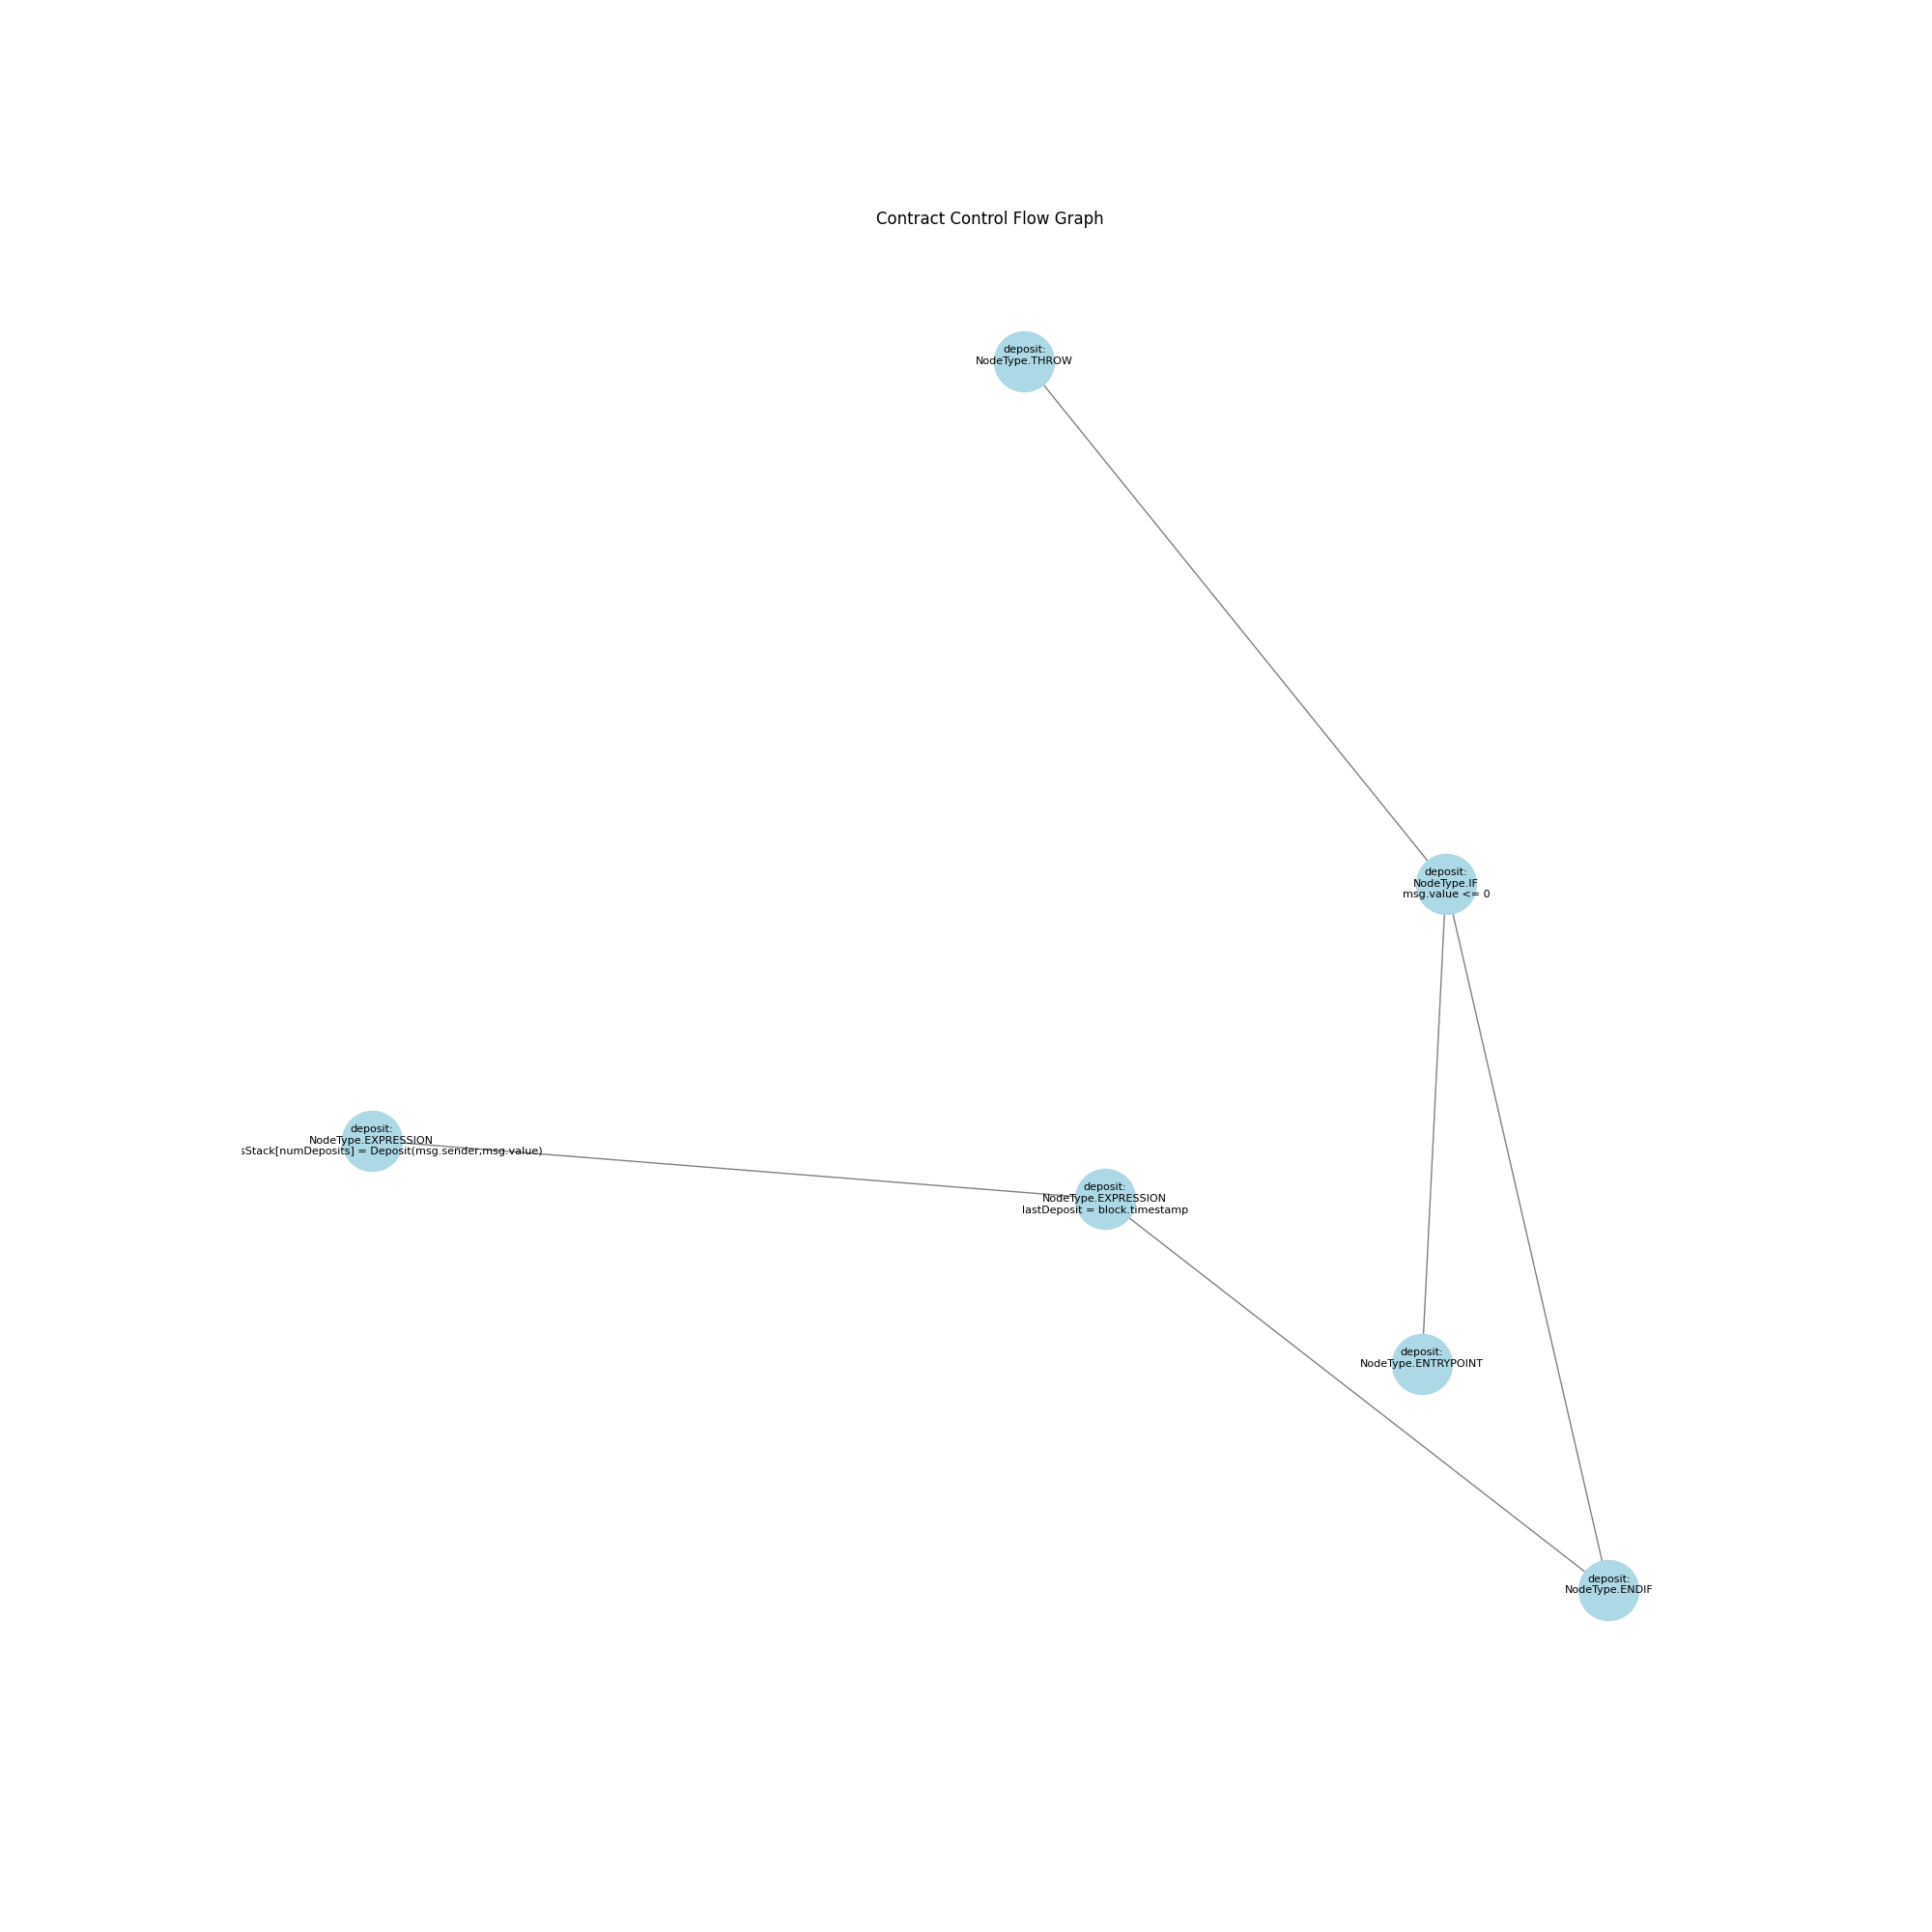 Contract Control Flow Graph
deposit:
NodeType.THROW
deposit:
NodeType.IF
msg.value <= 0
deposit:
NodeType.EXPRESSION
sStack[numDeposits] = Deposit(msg.sender,msg.value)
deposit:
NodeType.EXPRESSION
lastDeposit = block.timestamp
deposit:
NodeType.ENTRYPOINT
deposit:
NodeType.ENDIF